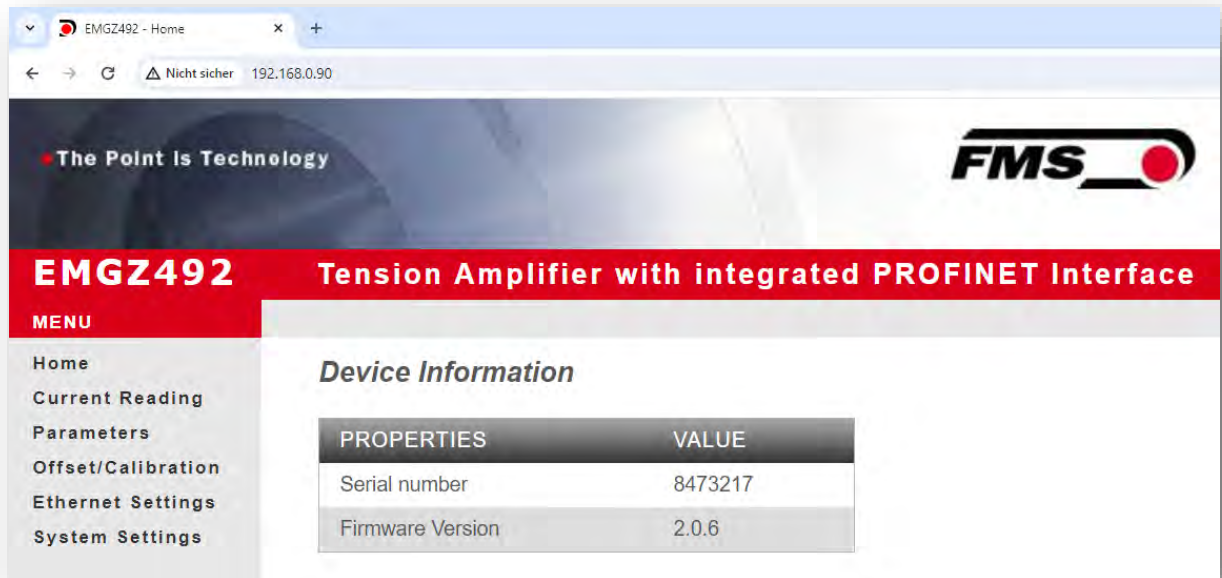 EMGZ492 - Home
Nicht sicher 192.168.0.90
The Point Is Technology
FMS
EMGZ492 Tension Amplifier with integrated PROFINET Interface
MENU
Home
Current Reading
Parameters
Offset/Calibration
Ethernet Settings
System Settings
Device Information
PROPERTIES VALUE
Serial number 8473217
Firmware Version 2.0.6